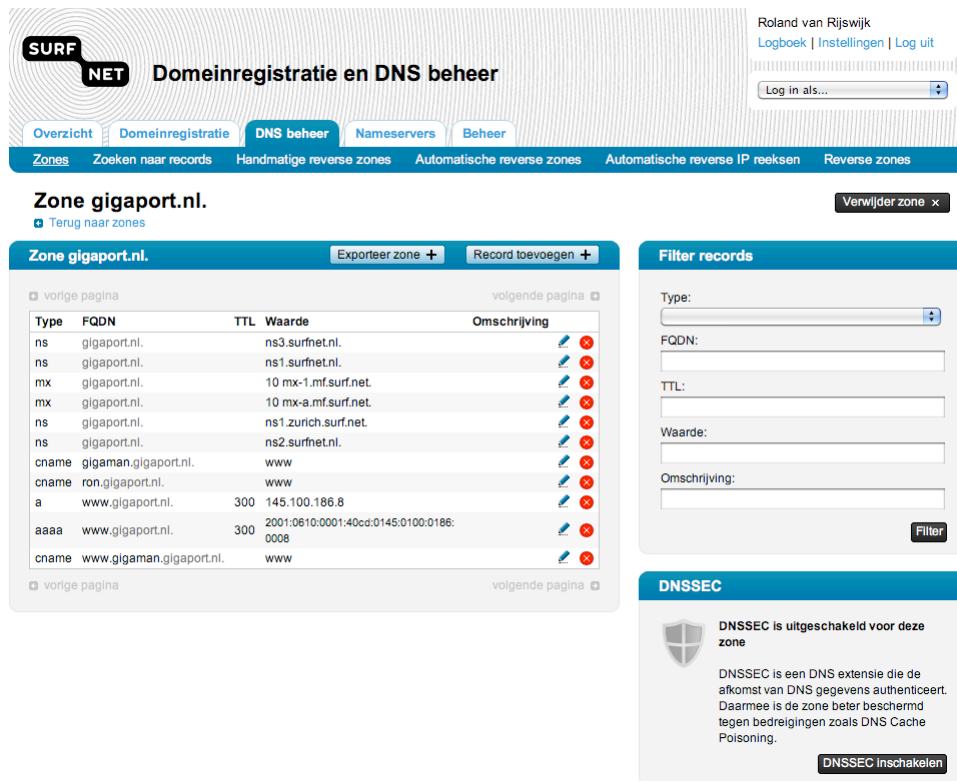 SURF
NET
Domeinregistratie en DNS beheer
Roland van Rijswijk
Logboek | Instellingen | Log uit
Log in als...
Overzicht Domeinregistratie DNS beheer Nameservers Beheer
Zones Zoeken naar records Handmatige reverse zones Automatische reverse zones Automatische reverse IP reeksen Reverse zones
Zone gigaport.nl.
Terug naar zones
Verwijder zone x
Zone gigaport.nl. Exporteer zone + Record toevoegen +
vorige pagina volgende pagina
Type FQDN TTL Waarde Omschrijving
ns gigaport.nl. ns3.surfnet.nl.
ns gigaport.nl. ns1.surfnet.nl.
mx gigaport.nl. 10 mx-1.mf.surf.net.
mx gigaport.nl. 10 mx-a.mf.surf.net.
ns gigaport.nl. ns1.zurich.surf.net.
ns gigaport.nl. ns2.surfnet.nl.
cname gigaman.gigaport.nl. www
cname ron.gigaport.nl. www
a www.gigaport.nl. 300 145.100.186.8
aaaa www.gigaport.nl. 300 2001:0610:0001:40cd:0145:0100:0186:
0008
cname www.gigaman.gigaport.nl. www
vorige pagina volgende pagina
Filter records
Type:
FQDN:
TTL:
Waarde:
Omschrijving:
Filter
DNSSEC
DNSSEC is uitgeschakeld voor deze
zone
DNSSEC is een DNS extensie die de
afkomst van DNS gegevens authenticeert.
Daarmee is de zone beter beschermd
tegen bedreigingen zoals DNS Cache
Poisoning.
DNSSEC inschakelen